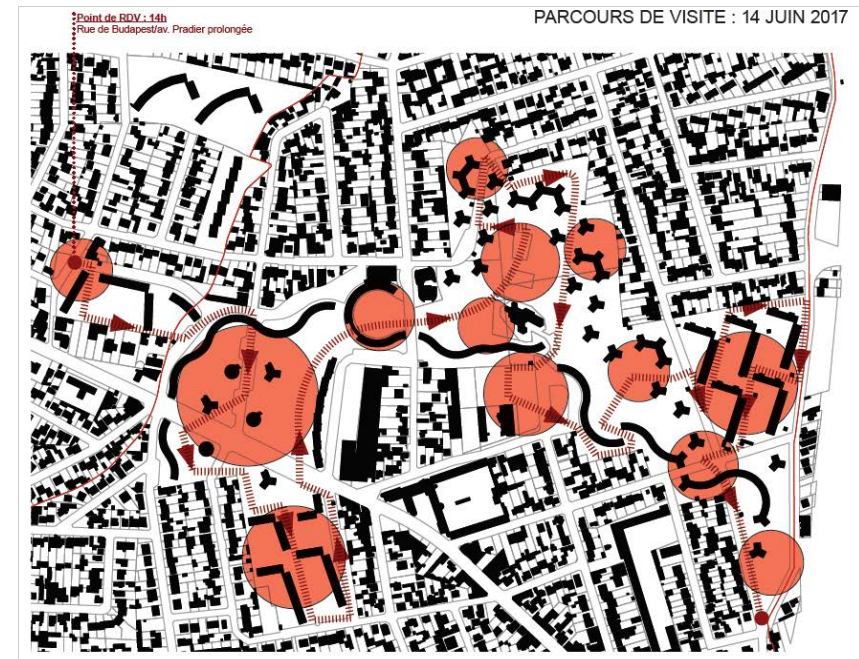 Point de RDV : 14h
Rue de Budapest/av. Pradier prolongée
PARCOURS DE VISITE : 14 JUIN 2017